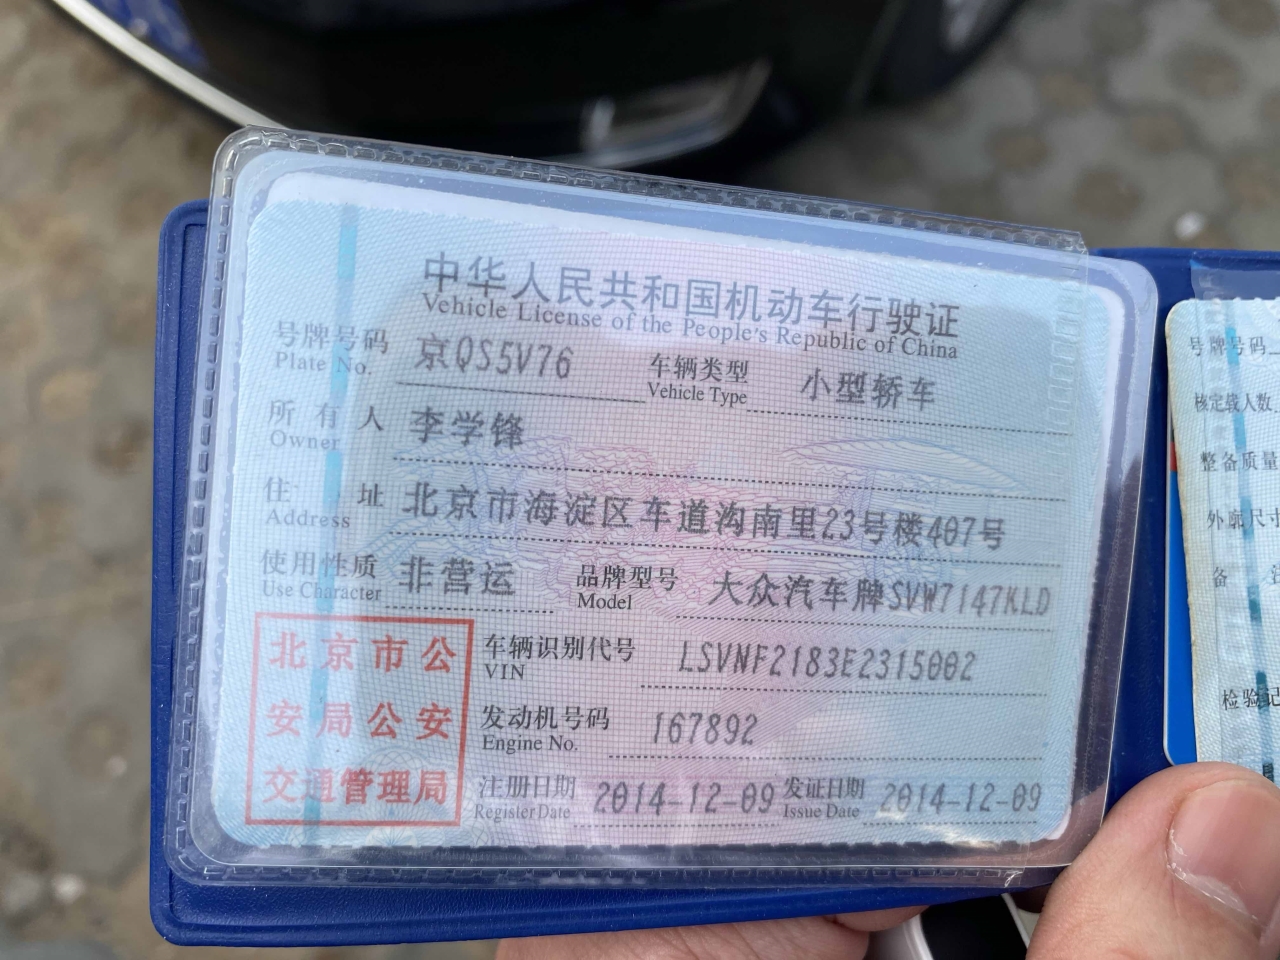 中华人民共和国机动车行驶证
Vehicle License of the People's Republic of China
号牌号码 京QS5V76 车辆类型 小型轿车
Plate No. Vehicle Type
所有人 李学锋
Owner
住址 北京市海淀区车道沟南里23号楼407号
Address
使用性质 非营运 品牌型号 大众汽车牌SVW7147KLD
Use Character Model
北京市公
安局公安
交通管理局
车辆识别代号 LSVNF2183E2315002
VIN
发动机号码 167892
Engine No.
注册日期 2014-12-09 发证日期 2014-12-09
Register Date Issue Date
号牌号码
核定载人数
整备质量
外廓尺寸
备
检验记